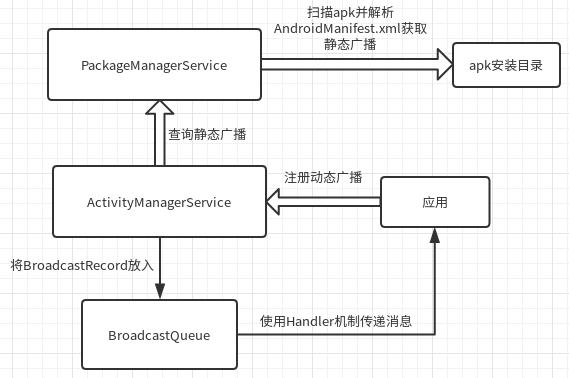 扫描apk并解析
AndroidManifest.xml获取
静态广播
PackageManagerService
apk安装目录
查询静态广播
注册动态广播
ActivityManagerService
应用
将BroadcastRecord放入
使用Handler机制传递消息
BroadcastQueue